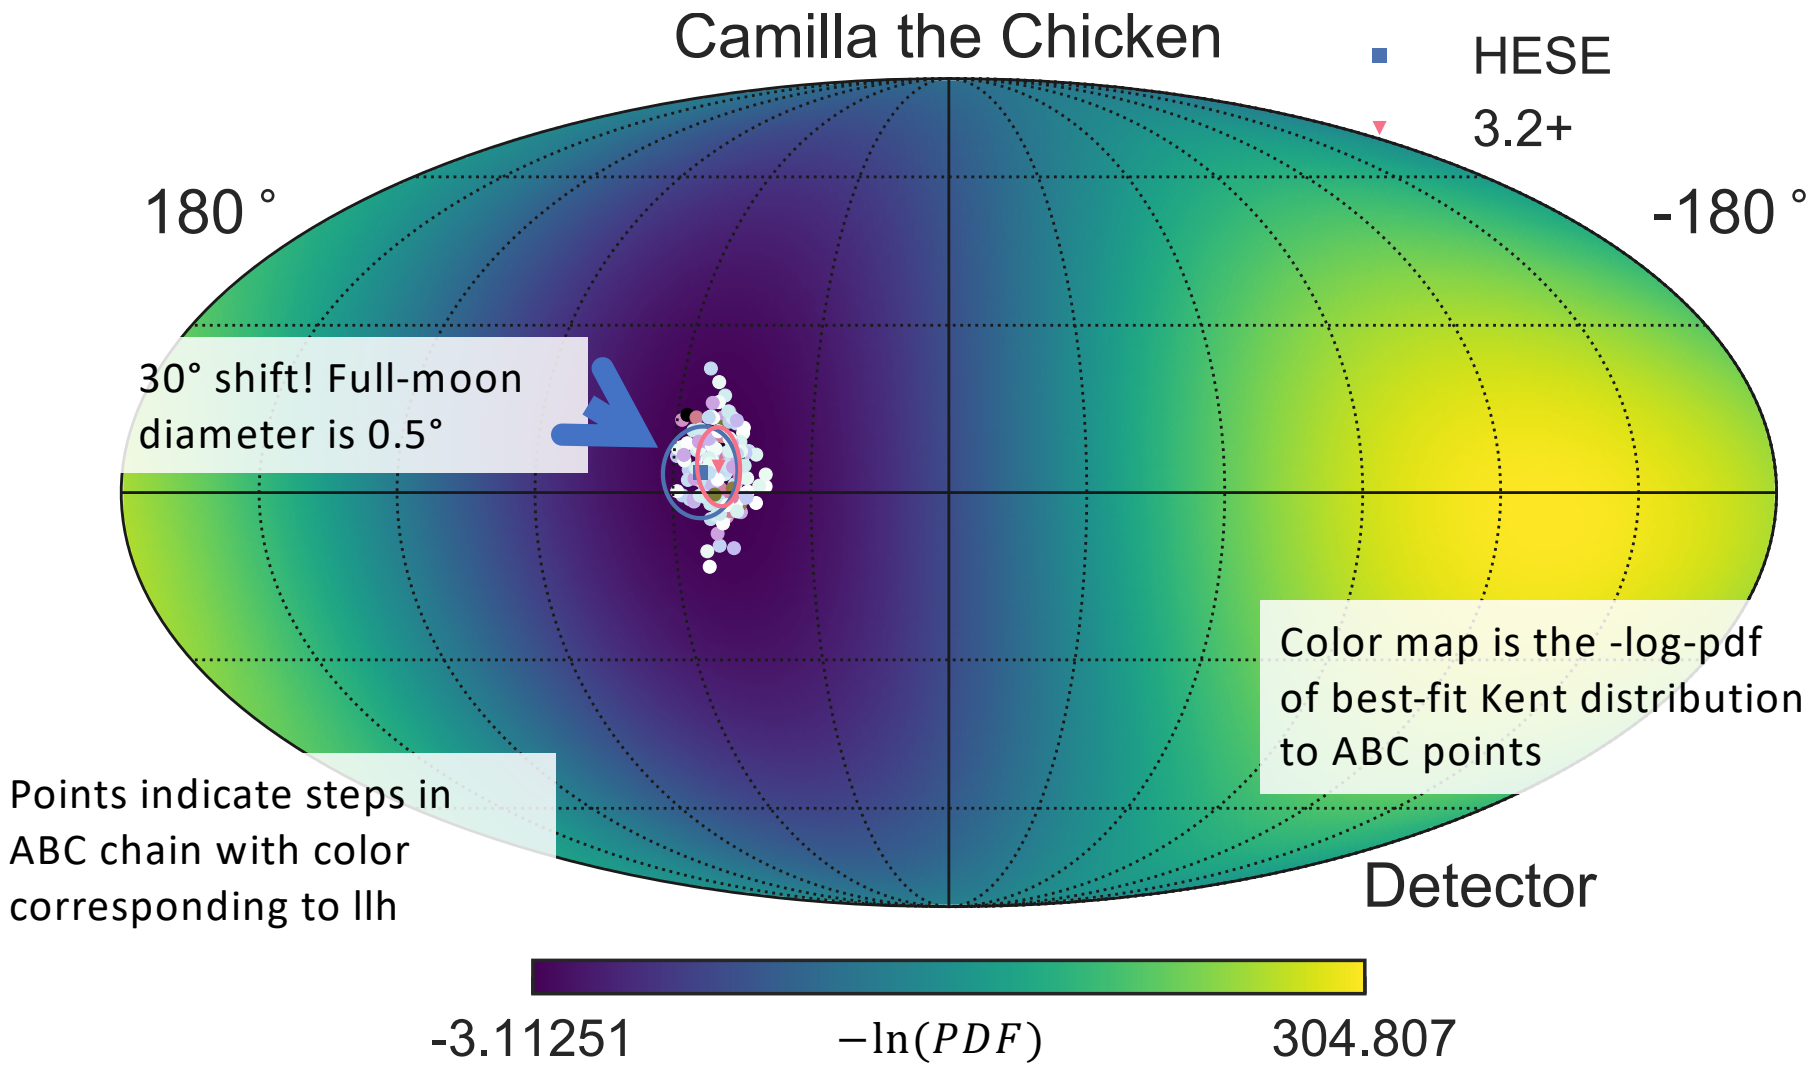 Camilla the Chicken
HESE
3.2+
180 °
-180 °
30° shift! Full-moon
diameter is 0.5°
Color map is the -log-pdf
of best-fit Kent distribution
to ABC points
Points indicate steps in
ABC chain with color
corresponding to llh
Detector
-3.11251
−ln(PDF)
304.807